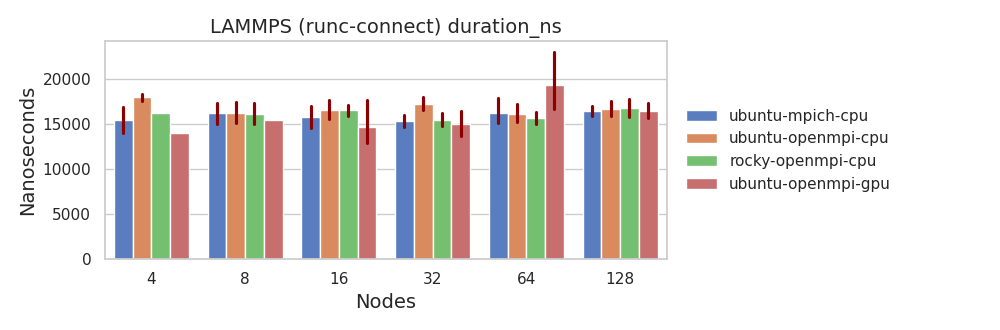 LAMMPS (runc-connect) duration_ns
Nanoseconds
20000
15000
10000
5000
0
4 8 16 32 64 128
Nodes
ubuntu-mpich-cpu
ubuntu-openmpi-cpu
rocky-openmpi-cpu
ubuntu-openmpi-gpu